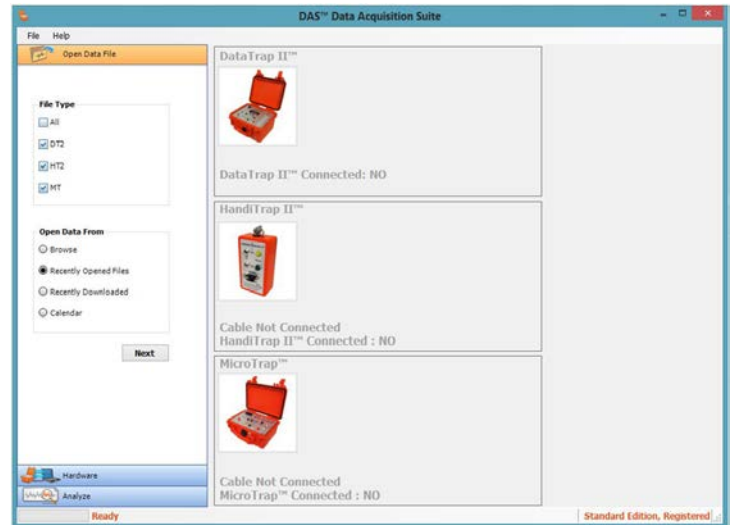 DAS™ Data Acquisition Suite
File Help
Open Data File
File Type
All
DT2
HT2
MT
Open Data From
Browse
Recently Opened Files
Recently Downloaded
Calendar
Next
Hardware
Analyze
DataTrap II™
DataTrap II™ Connected: NO
HandiTrap II™
Cable Not Connected
HandiTrap II™ Connected : NO
MicroTrap™
Cable Not Connected
MicroTrap™ Connected : NO
Ready
Standard Edition, Registered